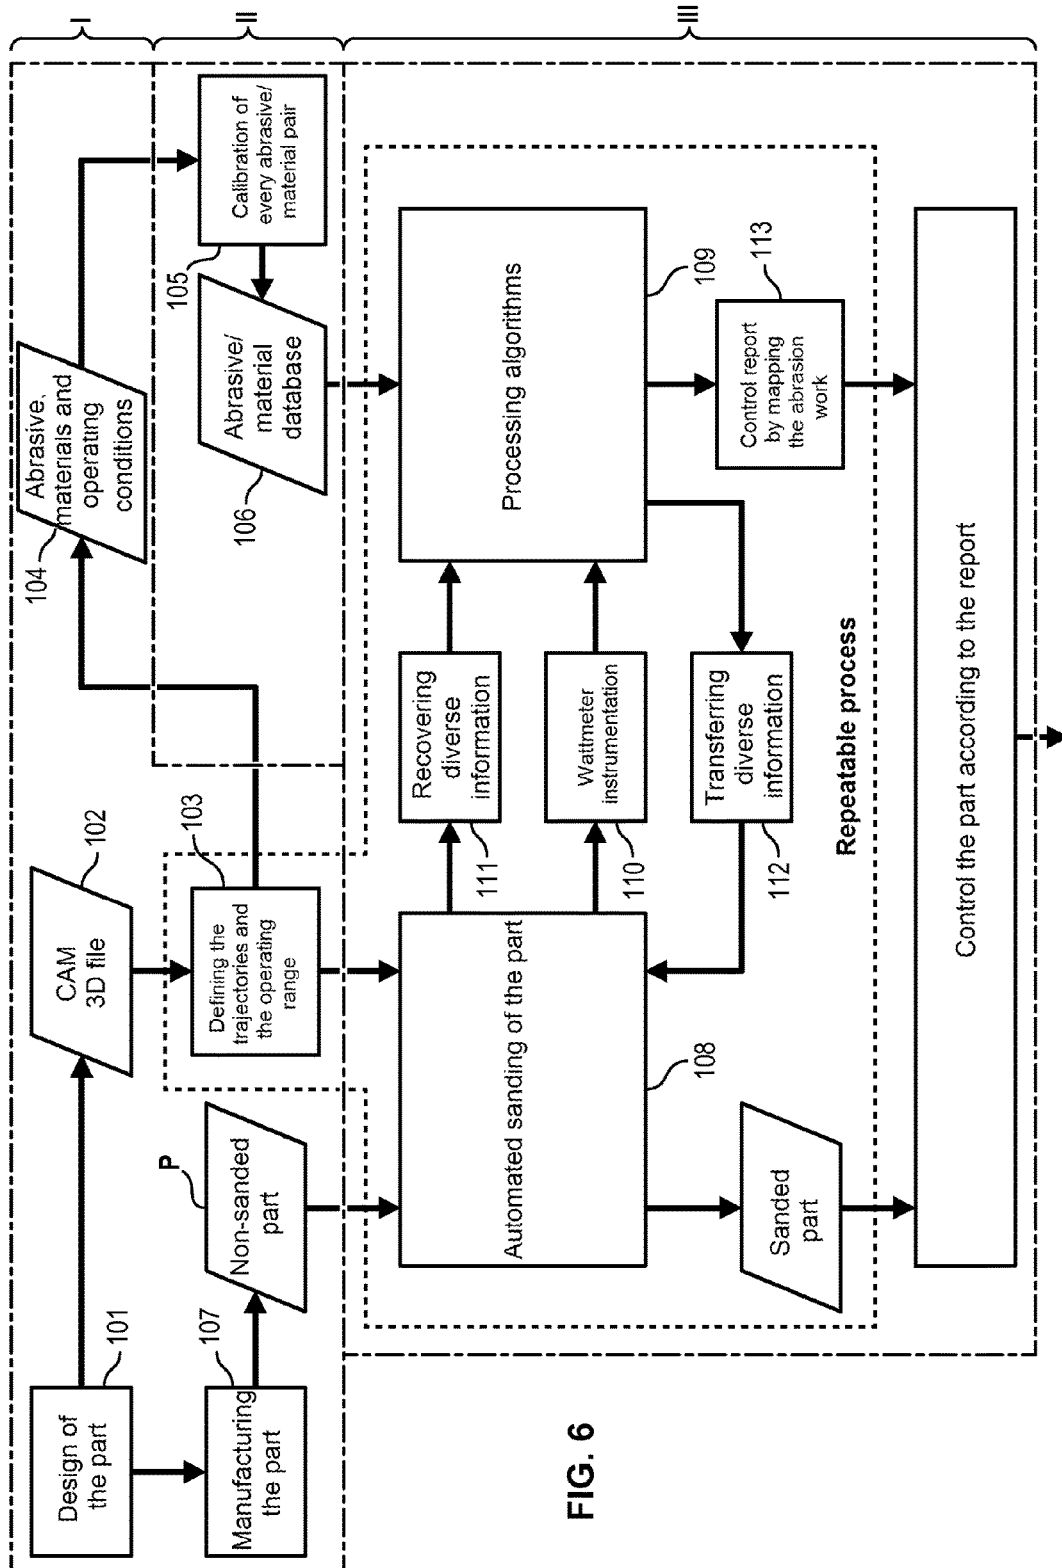 Design of
the part
101
CAM
3D file
102
Abrasive,
materials and
operating
conditions
104
I
Manufacturing
the part
107
Non-sanded
part
P
Defining the
trajectories and
the operating
range
103
Abrasive/
material
database
106
Calibration of
every abrasive/
material pair
105
II
Automated sanding of the part
108
Recovering
diverse
information
111
Wattmeter
instrumentation
110
Transferring
diverse
information
112
Processing algorithms
109
Sanded
part
Control report
by mapping
the abrasion
work
113
Repeatable process
III
Control the part according to the report
FIG. 6